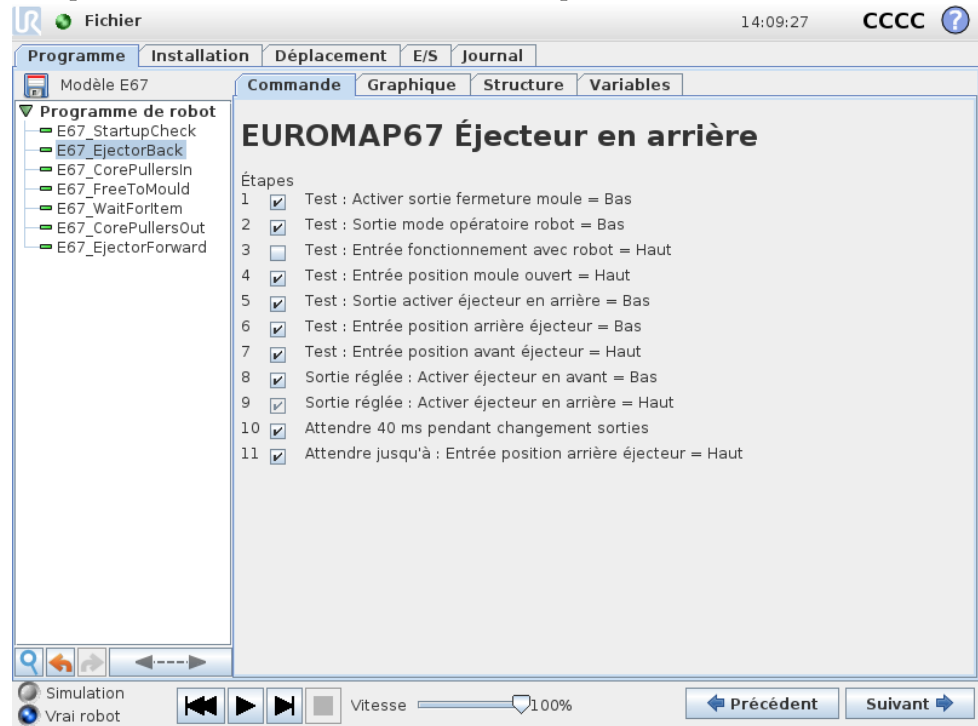 UR Fichier 14:09:27 CCCC ?
Programme Installation Déplacement E/S Journal
Modèle E67
Commande Graphique Structure Variables
Programme de robot
E67_StartupCheck
E67_EjectorBack
E67_CorePullersIn
E67_FreeToMould
E67_WaitForItem
E67_CorePullersOut
E67_EjectorForward
EUROMAP67 Éjecteur en arrière
Étapes
1 Test : Activer sortie fermeture moule = Bas
2 Test : Sortie mode opératoire robot = Bas
3 Test : Entrée fonctionnement avec robot = Haut
4 Test : Entrée position moule ouvert = Haut
5 Test : Sortie activer éjecteur en arrière = Bas
6 Test : Entrée position arrière éjecteur = Bas
7 Test : Entrée position avant éjecteur = Haut
8 Sortie réglée : Activer éjecteur en avant = Bas
9 Sortie réglée : Activer éjecteur en arrière = Haut
10 Attendre 40 ms pendant changement sorties
11 Attendre jusqu'à : Entrée position arrière éjecteur = Haut
Simulation
Vrai robot
Vitesse 100%
Précédent Suivant